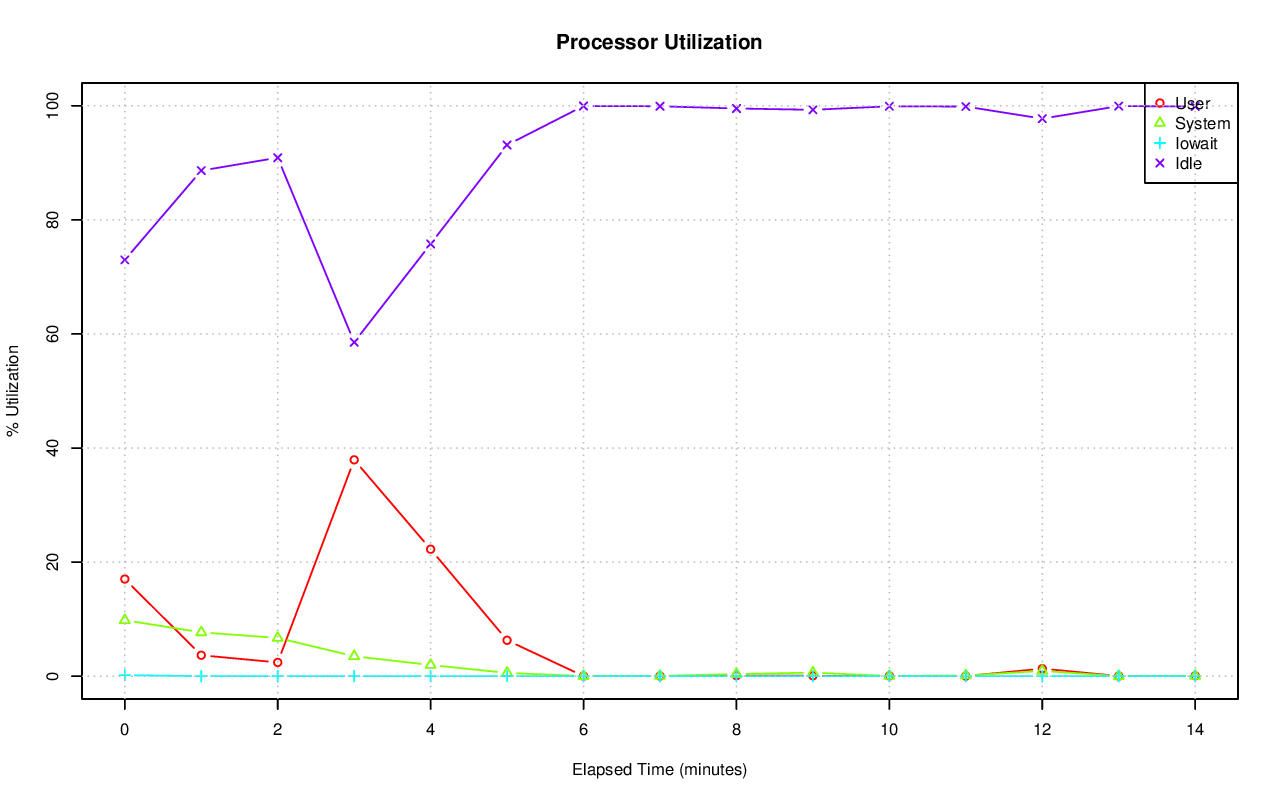 Processor Utilization
% Utilization
100
80
60
40
20
0
User
System
Iowait
Idle
0 2 4 6 8 10 12 14
Elapsed Time (minutes)